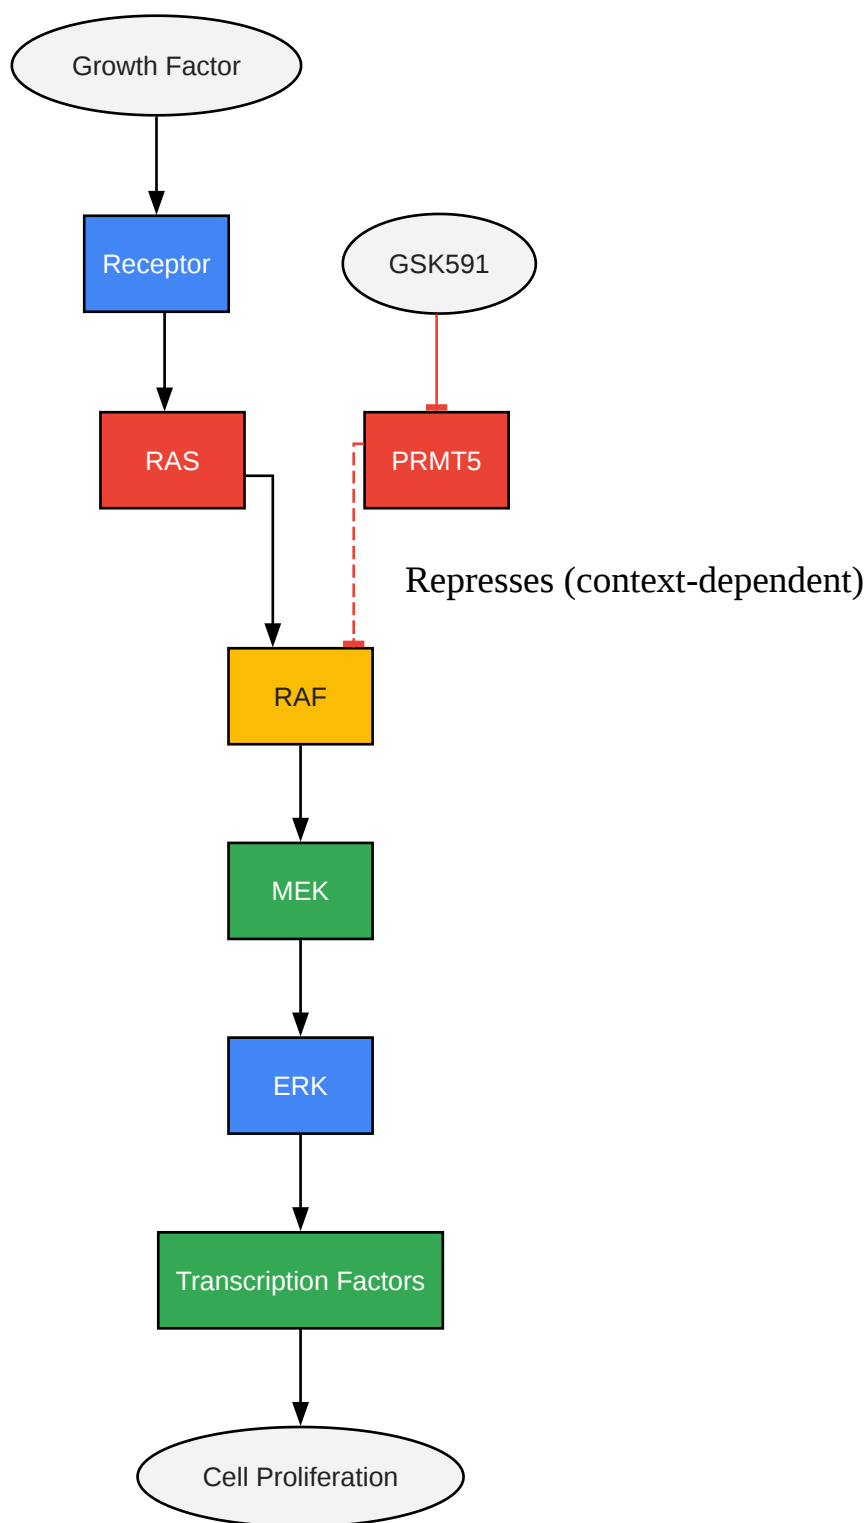 Growth Factor
Receptor
GSK591
RAS
PRMT5
Represses (context-dependent)
RAF
MEK
ERK
Transcription Factors
Cell Proliferation